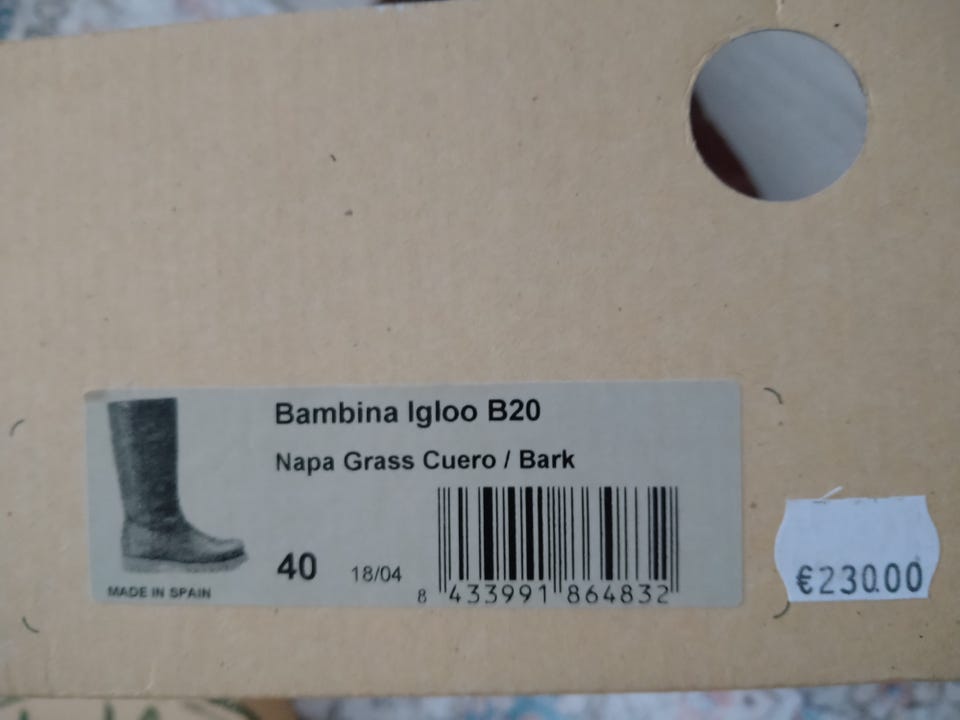 Bambina Igloo B20
Napa Grass Cuero / Bark
40 18/04
MADE IN SPAIN
8 433991 864832
€230.00